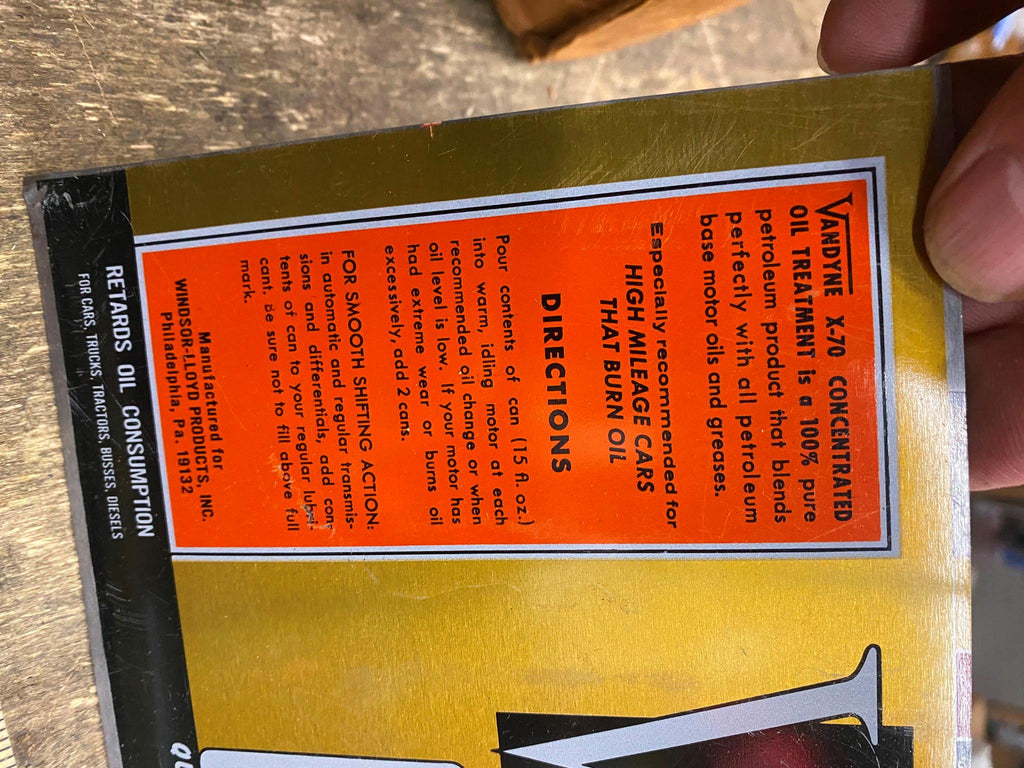 VANDYNE X-70 CONCENTRATED
OIL TREATMENT is a 100% pure
petroleum product that blends
perfectly with all petroleum
base motor oils and greases.
Especially recommended for
HIGH MILEAGE CARS
THAT BURN OIL
DIRECTIONS
Pour contents of can (15 fl. oz.)
into warm, idling motor at each
recommended oil change or when
oil level is low. If your motor has
had extreme wear or burns oil
excessively, add 2 cans.
FOR SMOOTH SHIFTING ACTION:
in automatic and regular transmis-
sions and differentials, add con-
tents of can to your regular lubri-
cant. Be sure not to fill above full
mark.
Manufactured for
WINDSOR-LLOYD PRODUCTS, INC.
Philadelphia, Pa. 19132
RETARDS OIL CONSUMPTION
FOR CARS, TRUCKS, TRACTORS, BUSSES, DIESELS